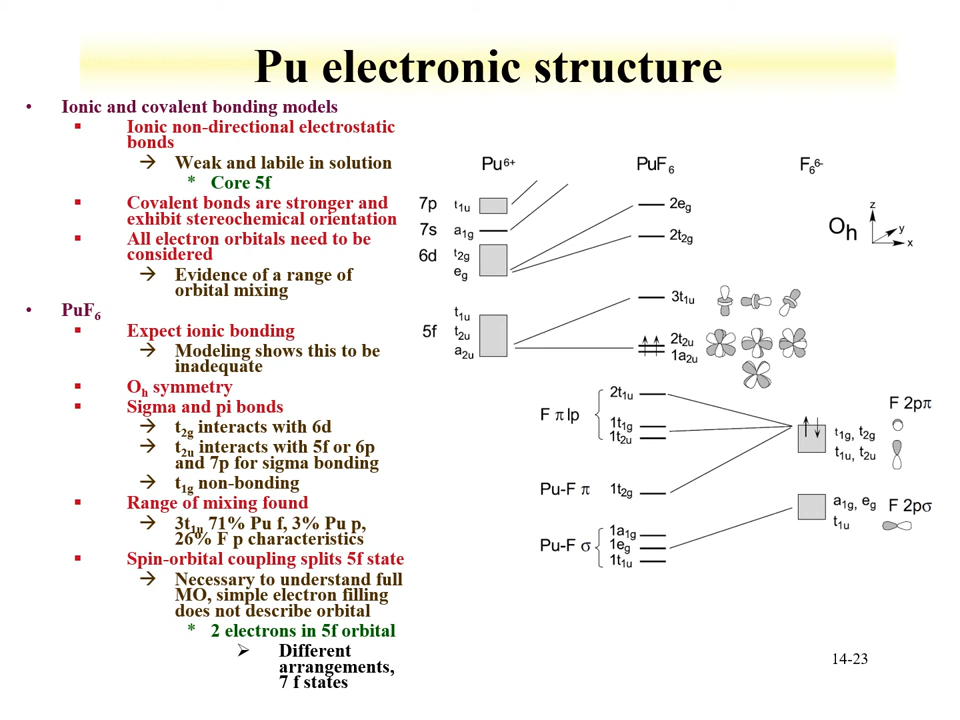 Pu electronic structure
• Ionic and covalent bonding models
▪ Ionic non-directional electrostatic
bonds
→ Weak and labile in solution
* Core 5f
▪ Covalent bonds are stronger and
exhibit stereochemical orientation
▪ All electron orbitals need to be
considered
→ Evidence of a range of
orbital mixing
• PuF6
▪ Expect ionic bonding
→ Modeling shows this to be
inadequate
▪ Oh symmetry
▪ Sigma and pi bonds
→ t2g interacts with 6d
→ t2u interacts with 5f or 6p
and 7p for sigma bonding
→ t1g non-bonding
▪ Range of mixing found
→ 3t1u 71% Pu f, 3% Pu p,
26% F p characteristics
▪ Spin-orbital coupling splits 5f state
→ Necessary to understand full
MO, simple electron filling
does not describe orbital
* 2 electrons in 5f orbital
➢ Different
arrangements,
7 f states
Pu6+ PuF6 F66-
7p t1u
7s a1g
6d t2g
eg
2eg
2t2g
Oh z y x
5f t1u
t2u
a2u
3t1u
2t2u
1a2u
F π lp
2t1u
1t1g
1t2u
Pu-F π 1t2g
Pu-F σ
1a1g
1eg
1t1u
F 2pπ
t1g, t2g
t1u, t2u
a1g, eg
t1u
F 2pσ
14-23